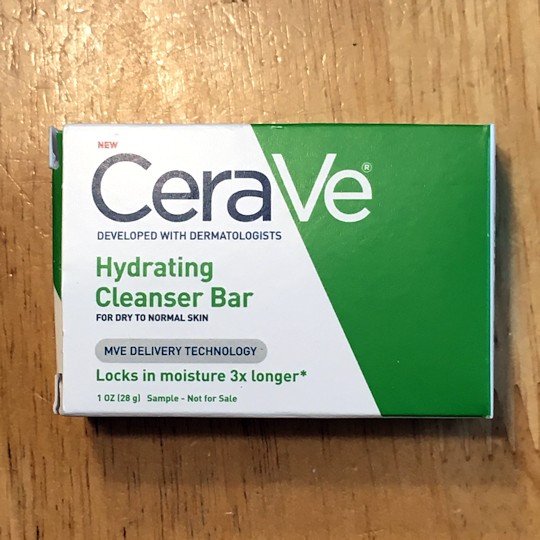 NEW
CeraVe®
DEVELOPED WITH DERMATOLOGISTS
Hydrating
Cleanser Bar
FOR DRY TO NORMAL SKIN
MVE DELIVERY TECHNOLOGY
Locks in moisture 3x longer*
1 OZ (28 g) Sample - Not for Sale